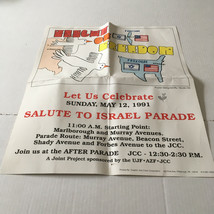 Let Us Celebrate
SUNDAY, MAY 12, 1991
SALUTE TO ISRAEL PARADE
11:00 A.M. Starting Point:
Marlborough and Murray Avenues.
Parade Route: Murray Avenue, Beacon Street,
Shady Avenue and Forbes Avenue to the JCC.
Join us at the AFTER PARADE JCC - 12:30-2:30 P.M.
A Joint Project sponsored by the UJF•AZF•JCC